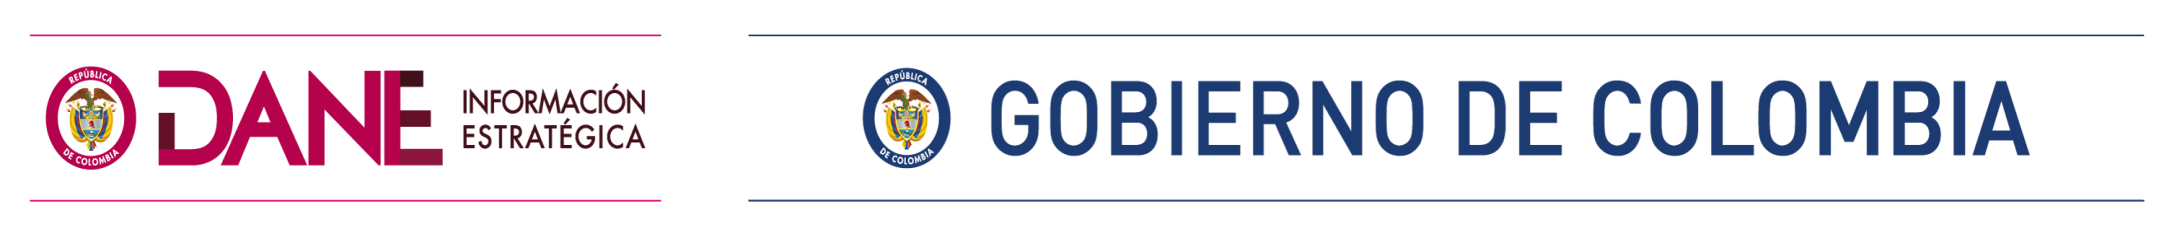 REPÚBLICA
DE COLOMBIA
DANE
INFORMACIÓN
ESTRATÉGICA
REPÚBLICA
DE COLOMBIA
GOBIERNO DE COLOMBIA